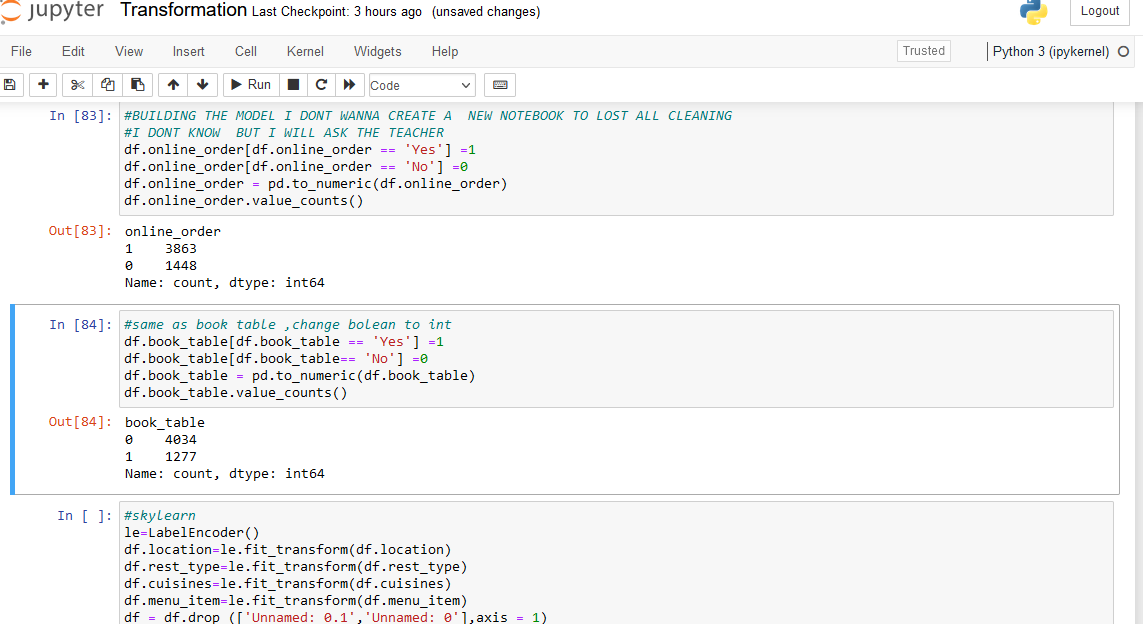 jupyter Transformation Last Checkpoint: 3 hours ago (unsaved changes) Logout
File Edit View Insert Cell Kernel Widgets Help Trusted Python 3 (ipykernel)
Run Code
In [83]: #BUILDING THE MODEL I DONT WANNA CREATE A  NEW NOTEBOOK TO LOST ALL CLEANING
#I DONT KNOW  BUT I WILL ASK THE TEACHER
df.online_order[df.online_order == 'Yes'] =1
df.online_order[df.online_order == 'No'] =0
df.online_order = pd.to_numeric(df.online_order)
df.online_order.value_counts()
Out[83]: online_order
1    3863
0    1448
Name: count, dtype: int64
In [84]: #same as book table ,change bolean to int
df.book_table[df.book_table == 'Yes'] =1
df.book_table[df.book_table== 'No'] =0
df.book_table = pd.to_numeric(df.book_table)
df.book_table.value_counts()
Out[84]: book_table
0    4034
1    1277
Name: count, dtype: int64
In [ ]: #skylearn
le=LabelEncoder()
df.location=le.fit_transform(df.location)
df.rest_type=le.fit_transform(df.rest_type)
df.cuisines=le.fit_transform(df.cuisines)
df.menu_item=le.fit_transform(df.menu_item)
df = df.drop (['Unnamed: 0.1','Unnamed: 0'],axis = 1)